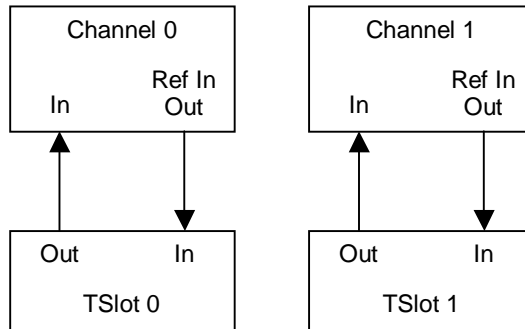 Channel 0
In
Ref In
Out
Out
In
TSlot 0
Channel 1
In
Ref In
Out
Out
In
TSlot 1